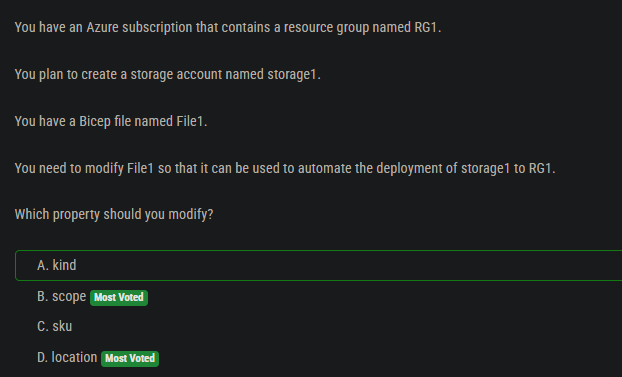 You have an Azure subscription that contains a resource group named RG1.
You plan to create a storage account named storage1.
You have a Bicep file named File1.
You need to modify File1 so that it can be used to automate the deployment of storage1 to RG1.
Which property should you modify?
A. kind
B. scope Most Voted
C. sku
D. location Most Voted